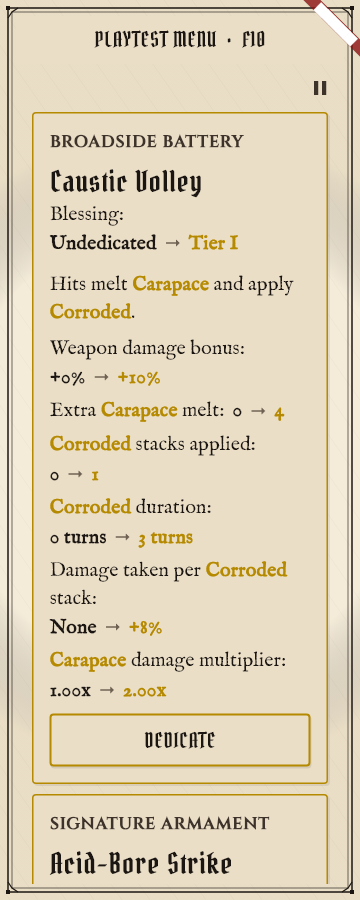 PLAYTEST MENU · F10
BROADSIDE BATTERY
Caustic Volley
Blessing:
Undedicated → Tier I
Hits melt Carapace and apply
Corroded.
Weapon damage bonus:
+0% → +10%
Extra Carapace melt: 0 → 4
Corroded stacks applied:
0 → 1
Corroded duration:
0 turns → 3 turns
Damage taken per Corroded
stack:
None → +8%
Carapace damage multiplier:
1.00x → 2.00x
DEDICATE
SIGNATURE ARMAMENT
Acid-Bore Strike